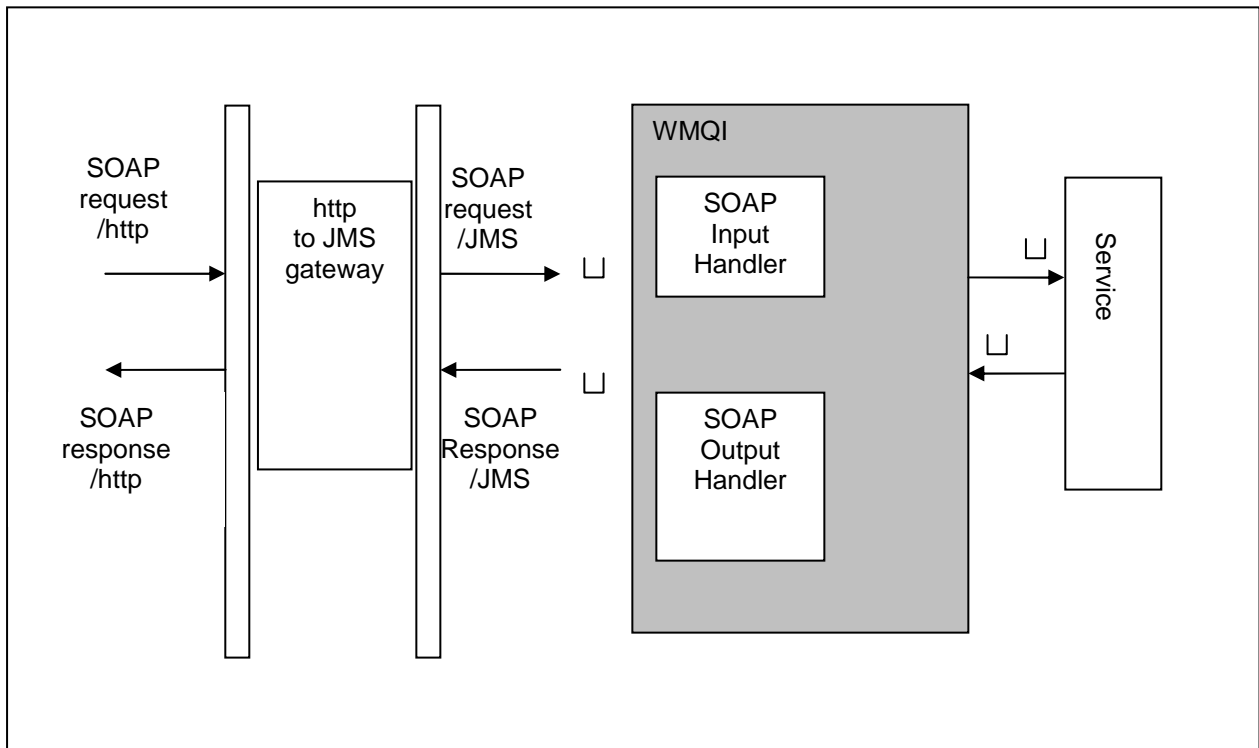 SOAP
request
/http
http
to JMS
gateway
SOAP
request
/JMS
SOAP
response
/http
SOAP
Response
/JMS
WMQI
SOAP
Input
Handler
SOAP
Output
Handler
Service